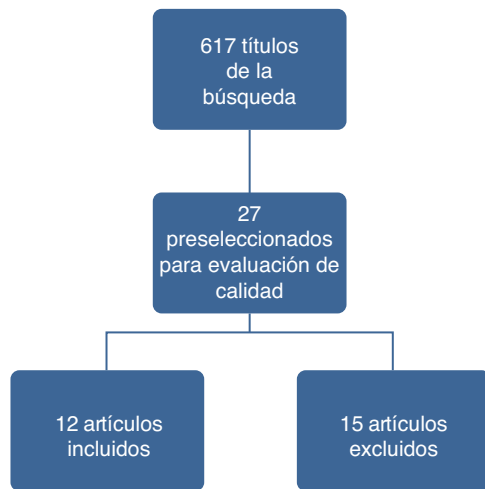 617 títulos
de la
búsqueda
27
preseleccionados
para evaluación de
calidad
12 artículos
incluidos
15 artículos
excluidos